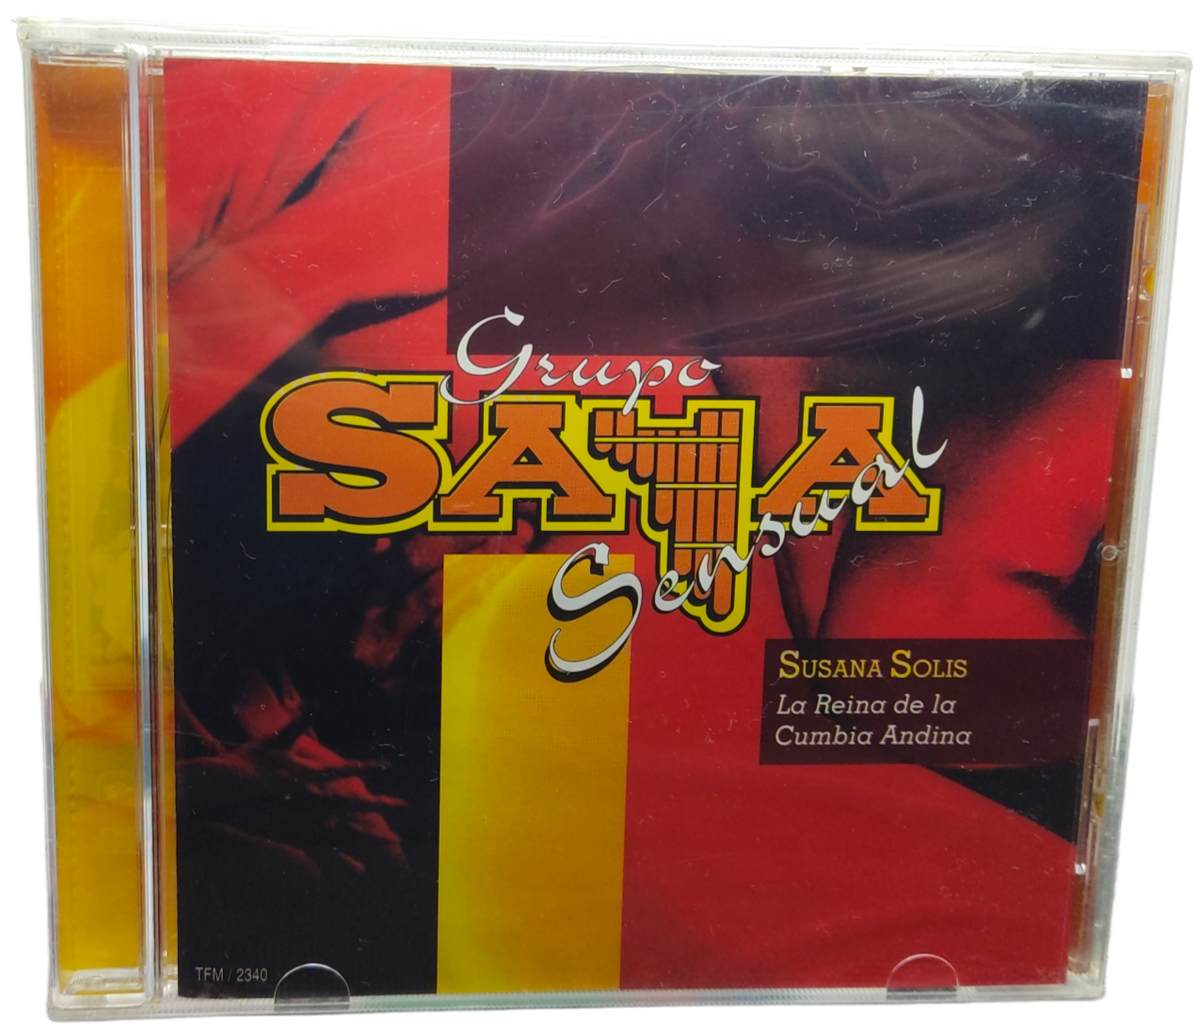 Grupo
SAYA
Sensual
SUSANA SOLIS
La Reina de la
Cumbia Andina
TFM / 2340